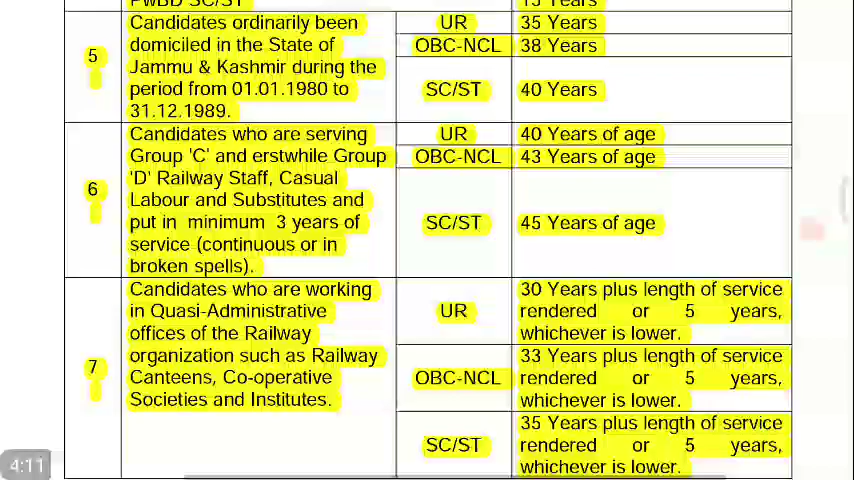 PwBD SC/ST
15 Years
5
Candidates ordinarily been
domiciled in the State of
Jammu & Kashmir during the
period from 01.01.1980 to
31.12.1989.
UR
35 Years
OBC-NCL
38 Years
SC/ST
40 Years
6
Candidates who are serving
Group 'C' and erstwhile Group
'D' Railway Staff, Casual
Labour and Substitutes and
put in minimum 3 years of
service (continuous or in
broken spells).
UR
40 Years of age
OBC-NCL
43 Years of age
SC/ST
45 Years of age
7
Candidates who are working
in Quasi-Administrative
offices of the Railway
organization such as Railway
Canteens, Co-operative
Societies and Institutes.
UR
30 Years plus length of service
rendered or 5 years,
whichever is lower.
OBC-NCL
33 Years plus length of service
rendered or 5 years,
whichever is lower.
SC/ST
35 Years plus length of service
rendered or 5 years,
whichever is lower.
4:11